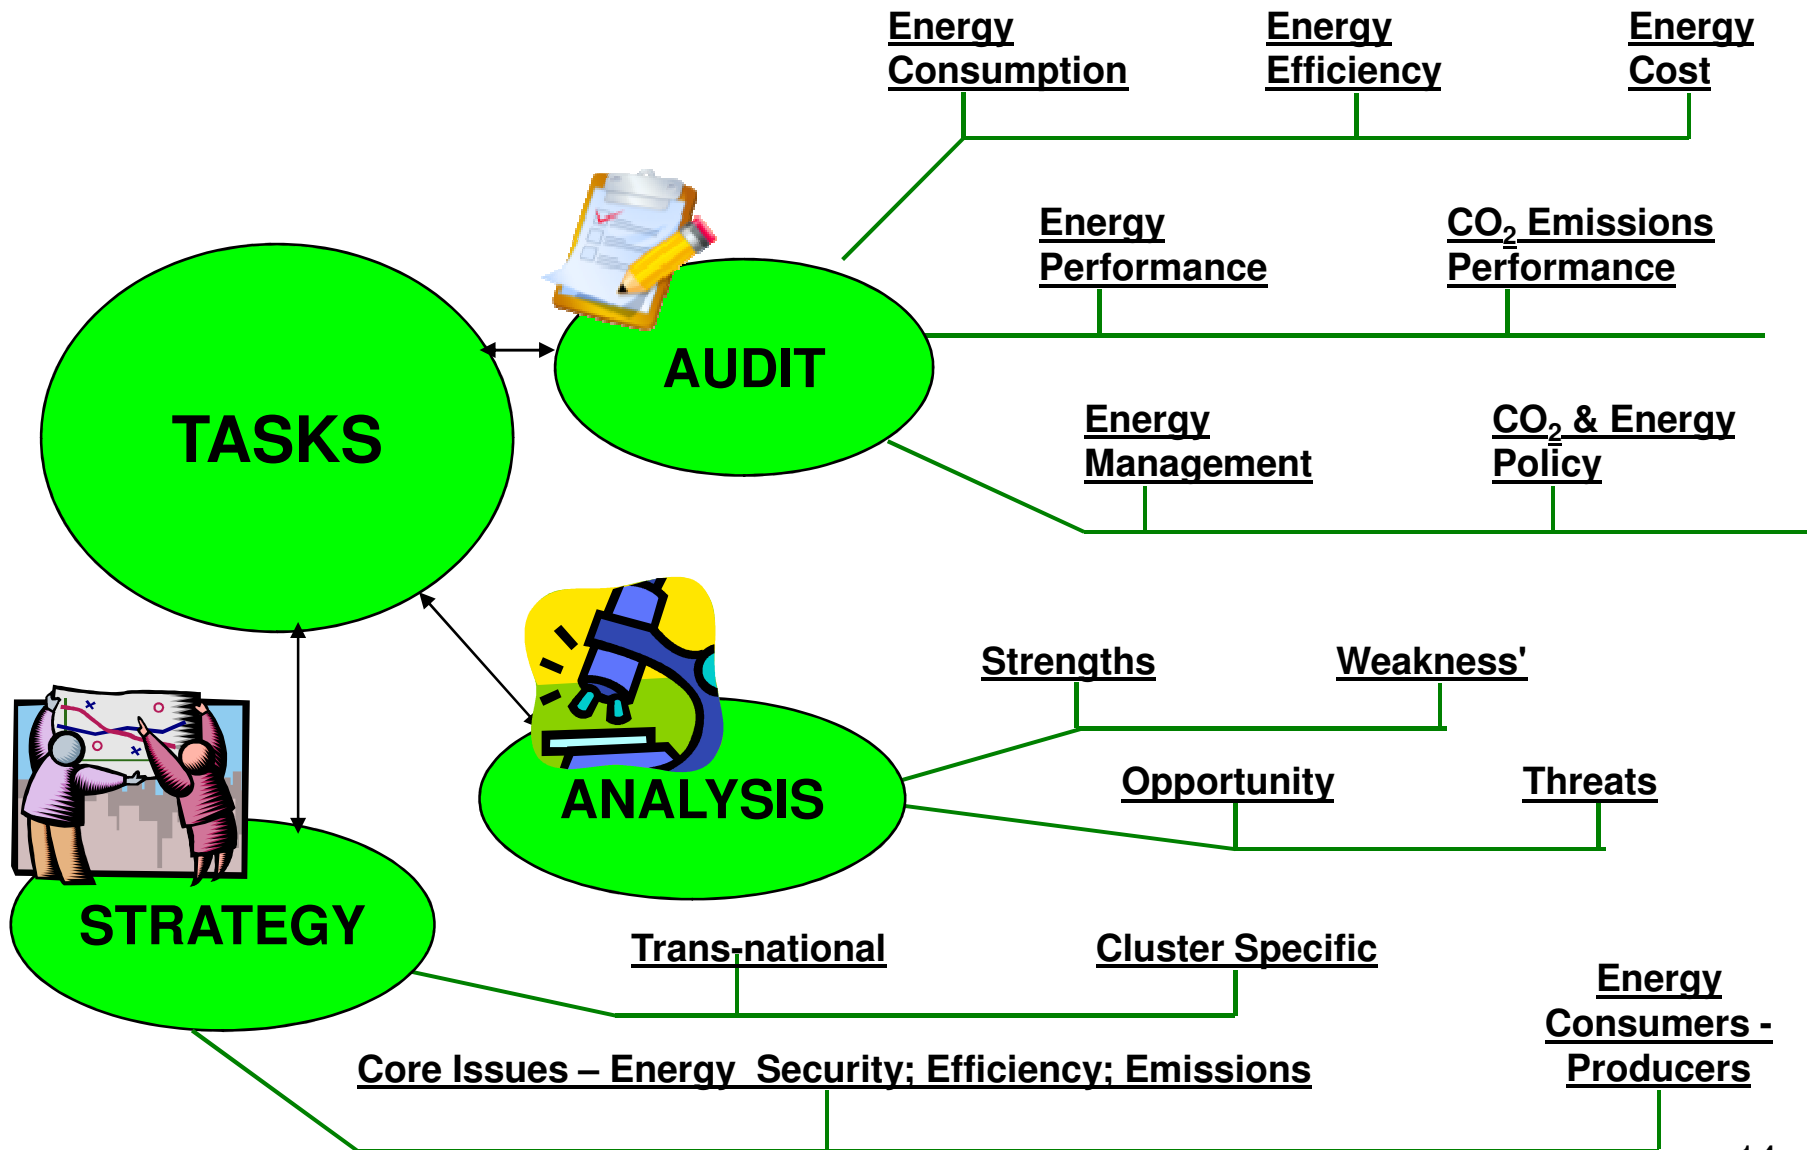 Energy
Consumption
Energy
Efficiency
Energy
Cost
Energy
Performance
CO₂ Emissions
Performance
AUDIT
TASKS
Energy
Management
CO₂ & Energy
Policy
Strengths
Weakness'
Opportunity
Threats
ANALYSIS
STRATEGY
Trans-national
Cluster Specific
Energy
Consumers -
Producers
Core Issues – Energy Security; Efficiency; Emissions